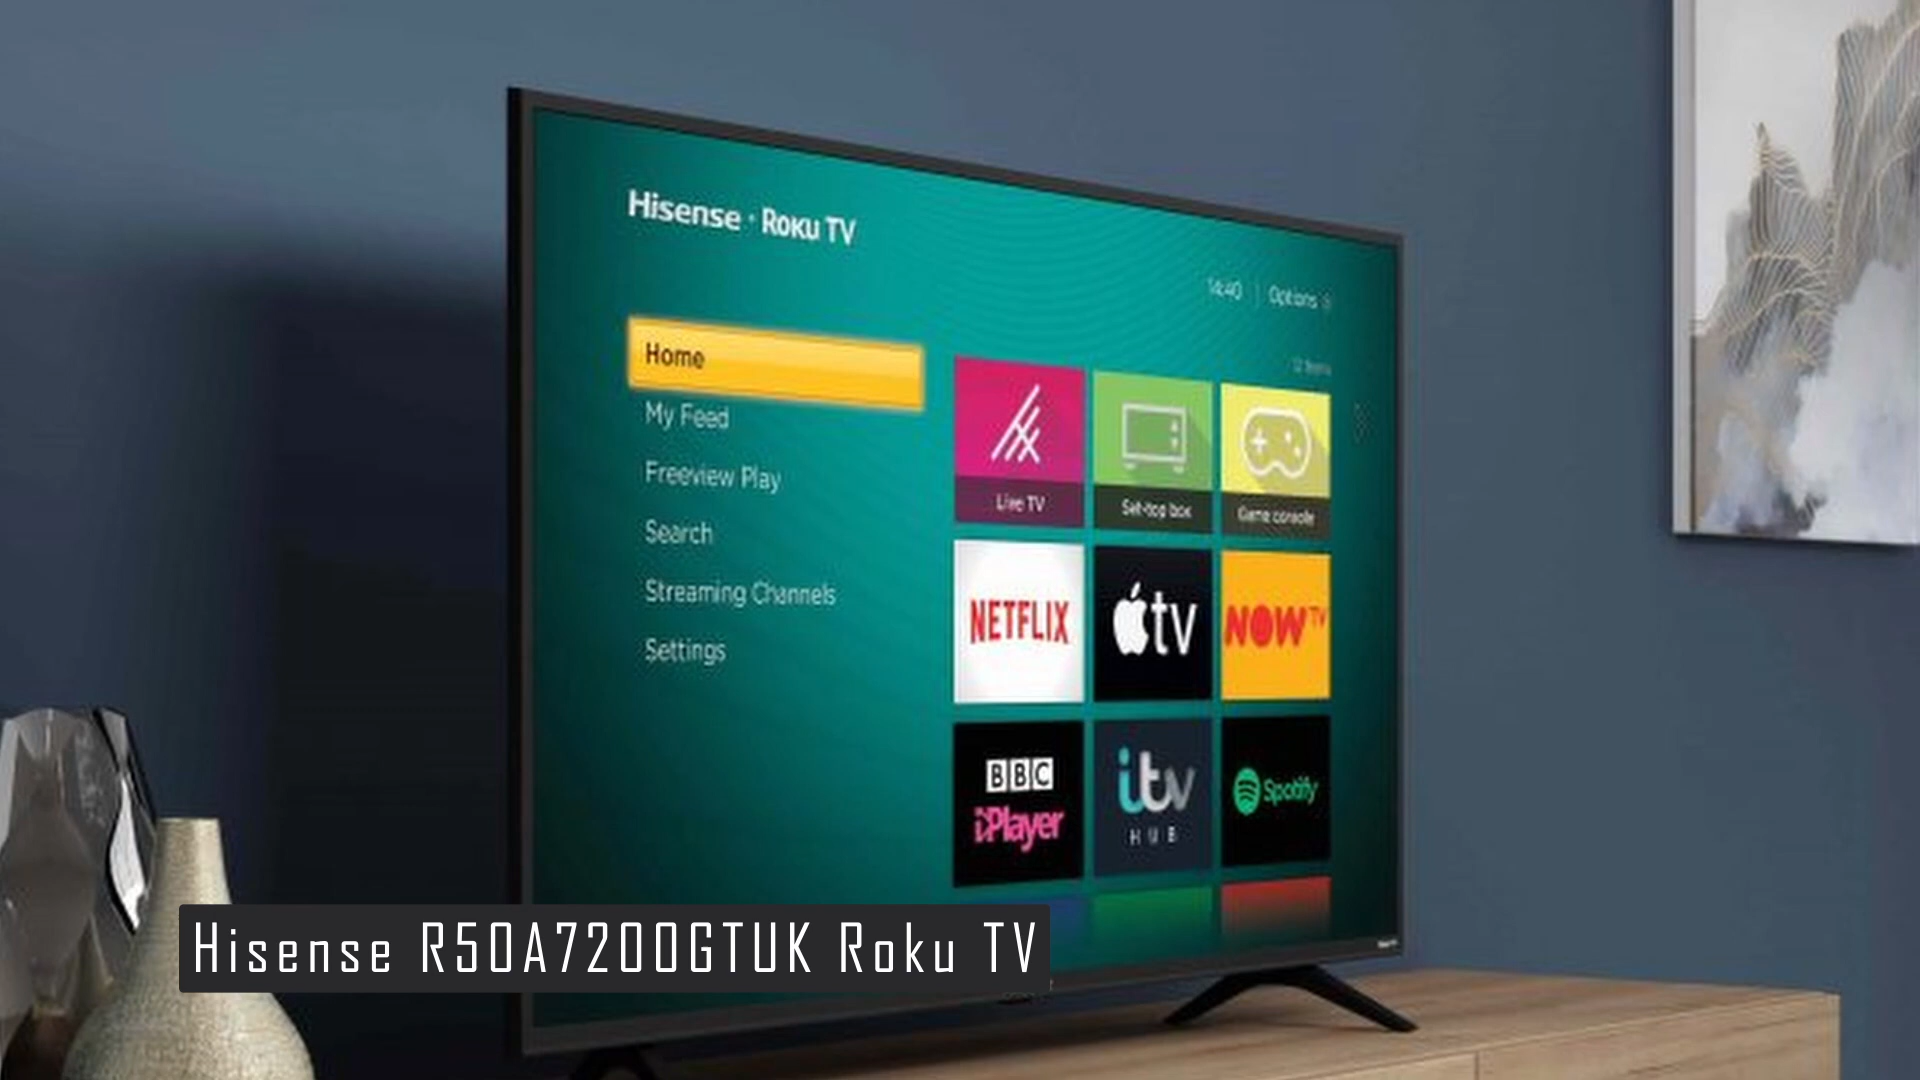 Hisense • Roku TV
14:40 | Options
Home
My Feed
Freeview Play
Search
Streaming Channels
Settings
Live TV
Set-top box
Game console
NETFLIX
tv
NOW TV
BBC
iPlayer
itv
HUB
Spotify
Hisense R50A7200GTUK Roku TV